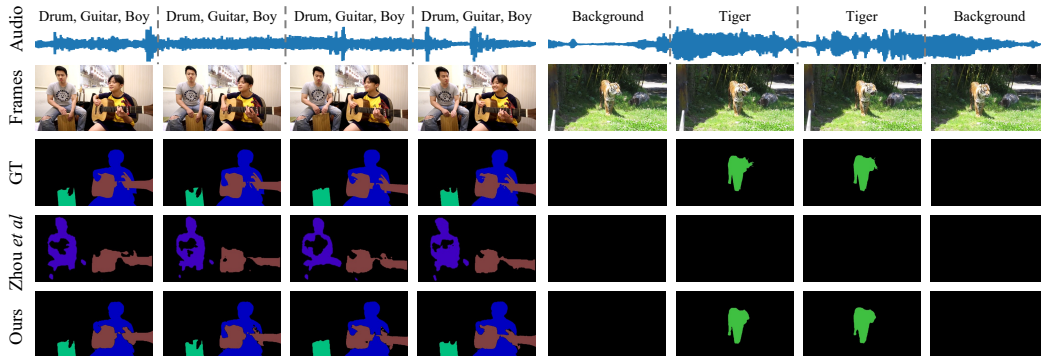 Drum, Guitar, Boy Drum, Guitar, Boy Drum, Guitar, Boy Drum, Guitar, Boy Background Tiger Tiger Background
Audio
Frames
GT
Zhou et al
Ours